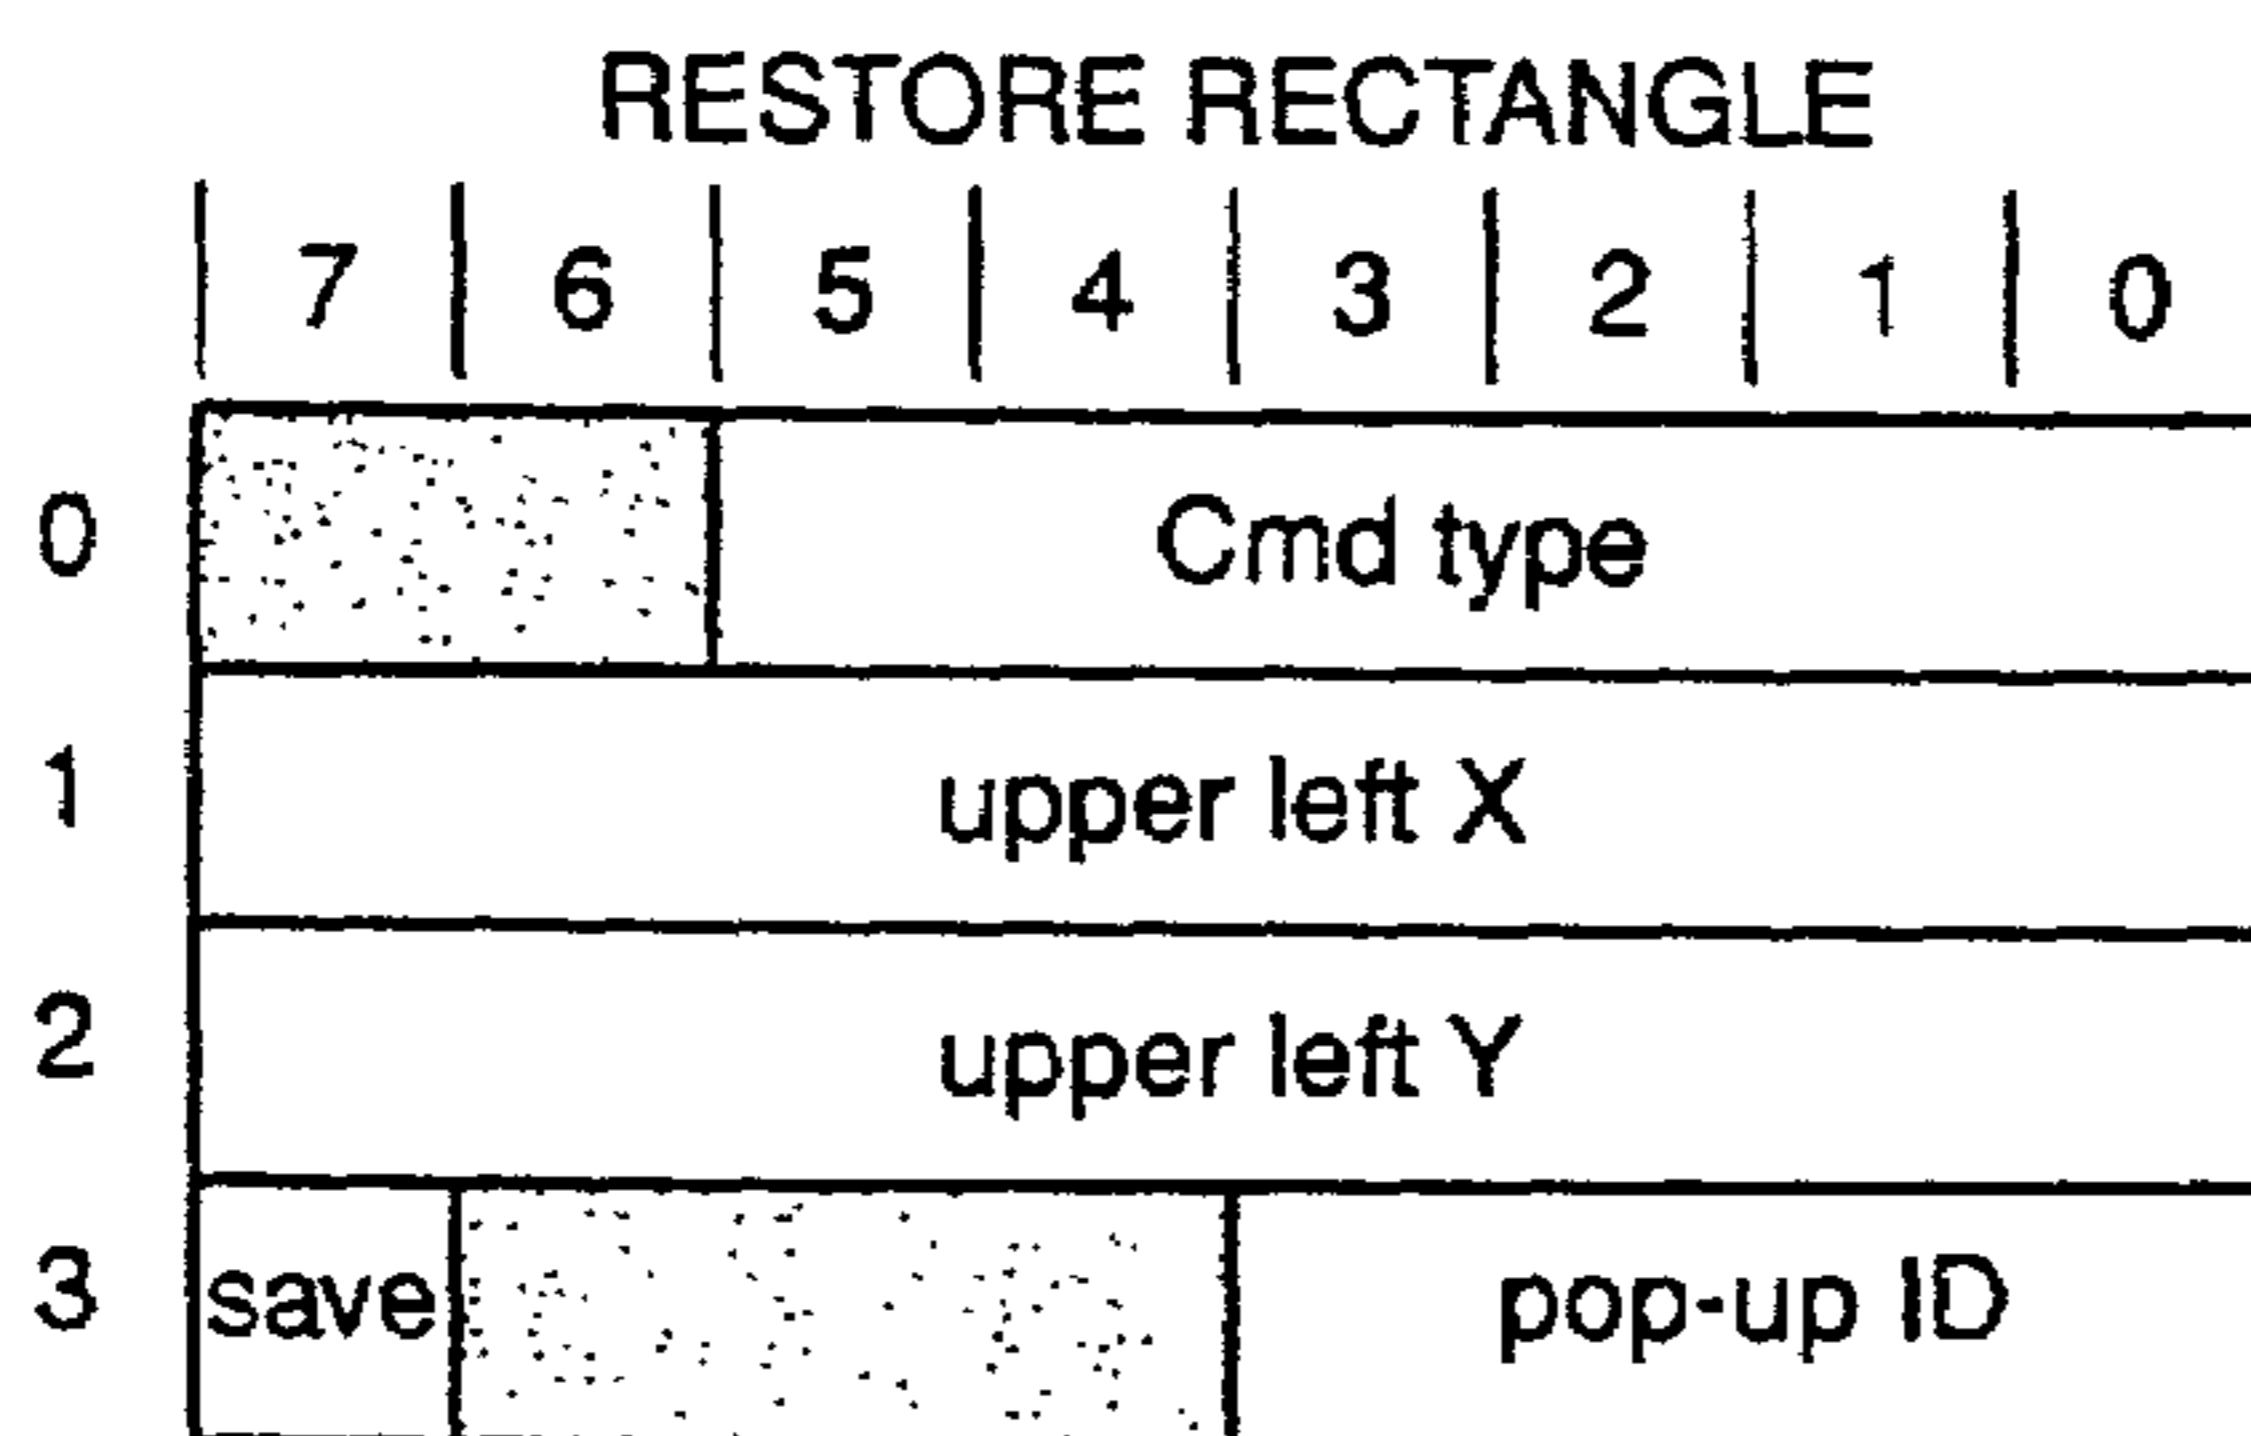 RESTORE RECTANGLE
7 6 5 4 3 2 1 0
0 Cmd type
1 upper left X
2 upper left Y
3 save pop-up ID